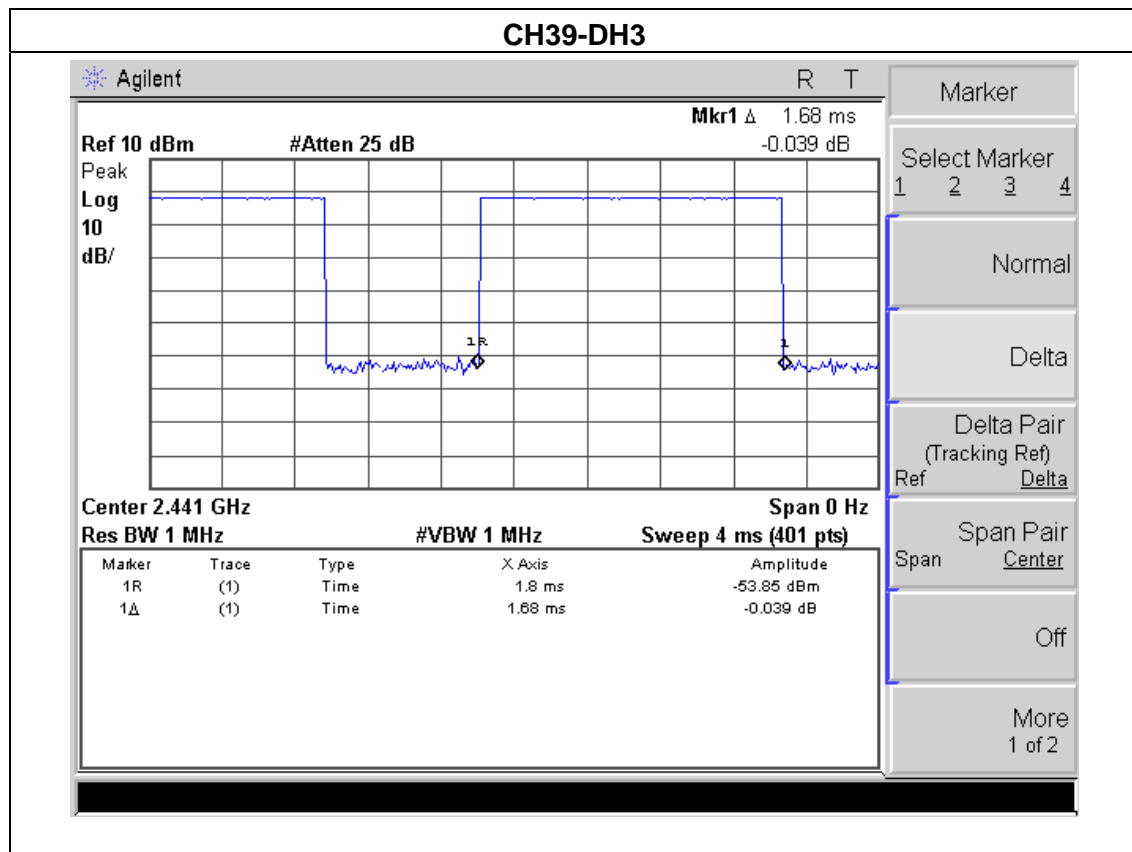 CH39-DH3
Agilent R T
Mkr1 Δ 1.68 ms
Ref 10 dBm #Atten 25 dB -0.039 dB
Peak
Log
10
dB/
1R
1
Center 2.441 GHz Span 0 Hz
Res BW 1 MHz #VBW 1 MHz Sweep 4 ms (401 pts)
Marker Trace Type X Axis Amplitude
1R (1) Time 1.8 ms -53.85 dBm
1Δ (1) Time 1.68 ms -0.039 dB
Marker
Select Marker
1 2 3 4
Normal
Delta
Delta Pair
(Tracking Ref)
Ref Delta
Span Pair
Span Center
Off
More
1 of 2